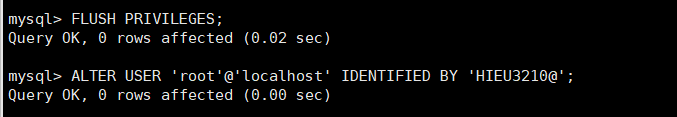 mysql> FLUSH PRIVILEGES;
Query OK, 0 rows affected (0.02 sec)
mysql> ALTER USER 'root'@'localhost' IDENTIFIED BY 'HIEU3210@';
Query OK, 0 rows affected (0.00 sec)